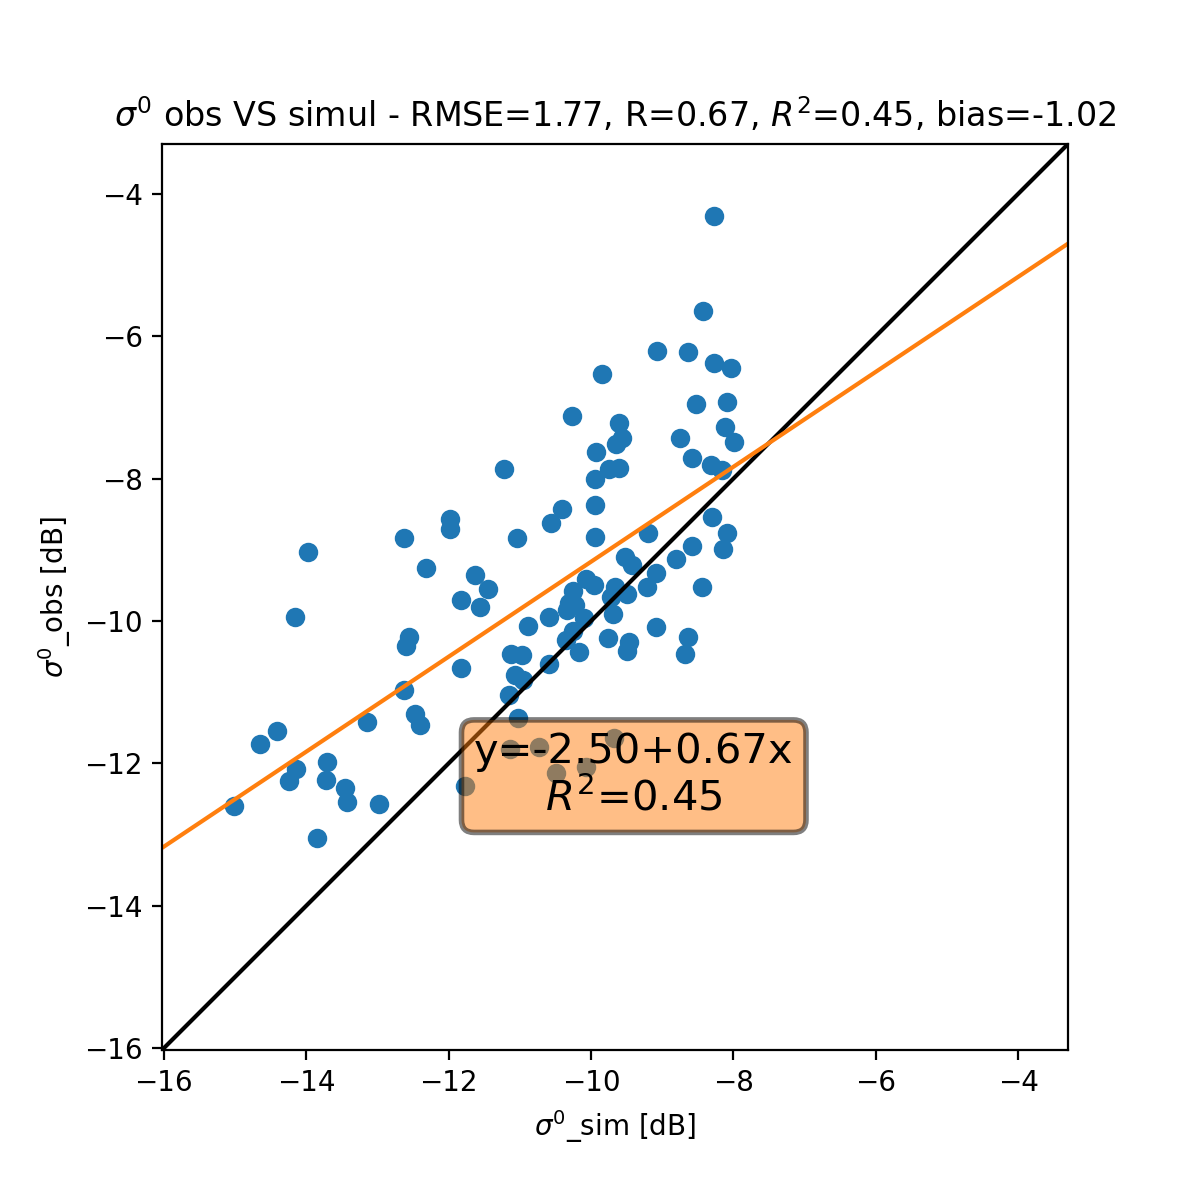 σ⁰ obs VS simul - RMSE=1.77, R=0.67, R²=0.45, bias=-1.02
−4
−6
−8
−10
−12
−14
−16
σ⁰_obs [dB]
y=-2.50+0.67x
R²=0.45
−16 −14 −12 −10 −8 −6 −4
σ⁰_sim [dB]